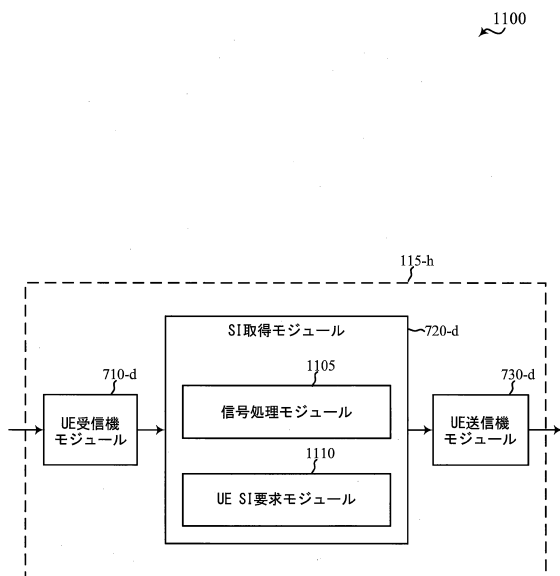 1100
115-h
SI取得モジュール
720-d
710-d
UE受信機
モジュール
1105
信号処理モジュール
1110
UE SI要求モジュール
730-d
UE送信機
モジュール